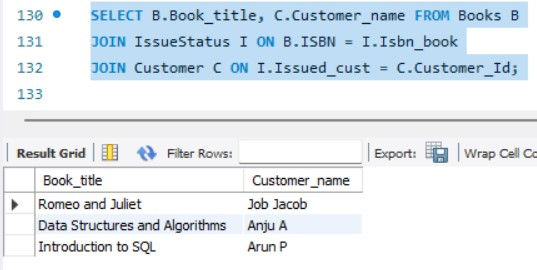 130 SELECT B.Book_title, C.Customer_name FROM Books B
131 JOIN IssueStatus I ON B.ISBN = I.Isbn_book
132 JOIN Customer C ON I.Issued_cust = C.Customer_Id;
133
Result Grid Filter Rows: Export: Wrap Cell Co
Book_title Customer_name
Romeo and Juliet Job Jacob
Data Structures and Algorithms Anju A
Introduction to SQL Arun P